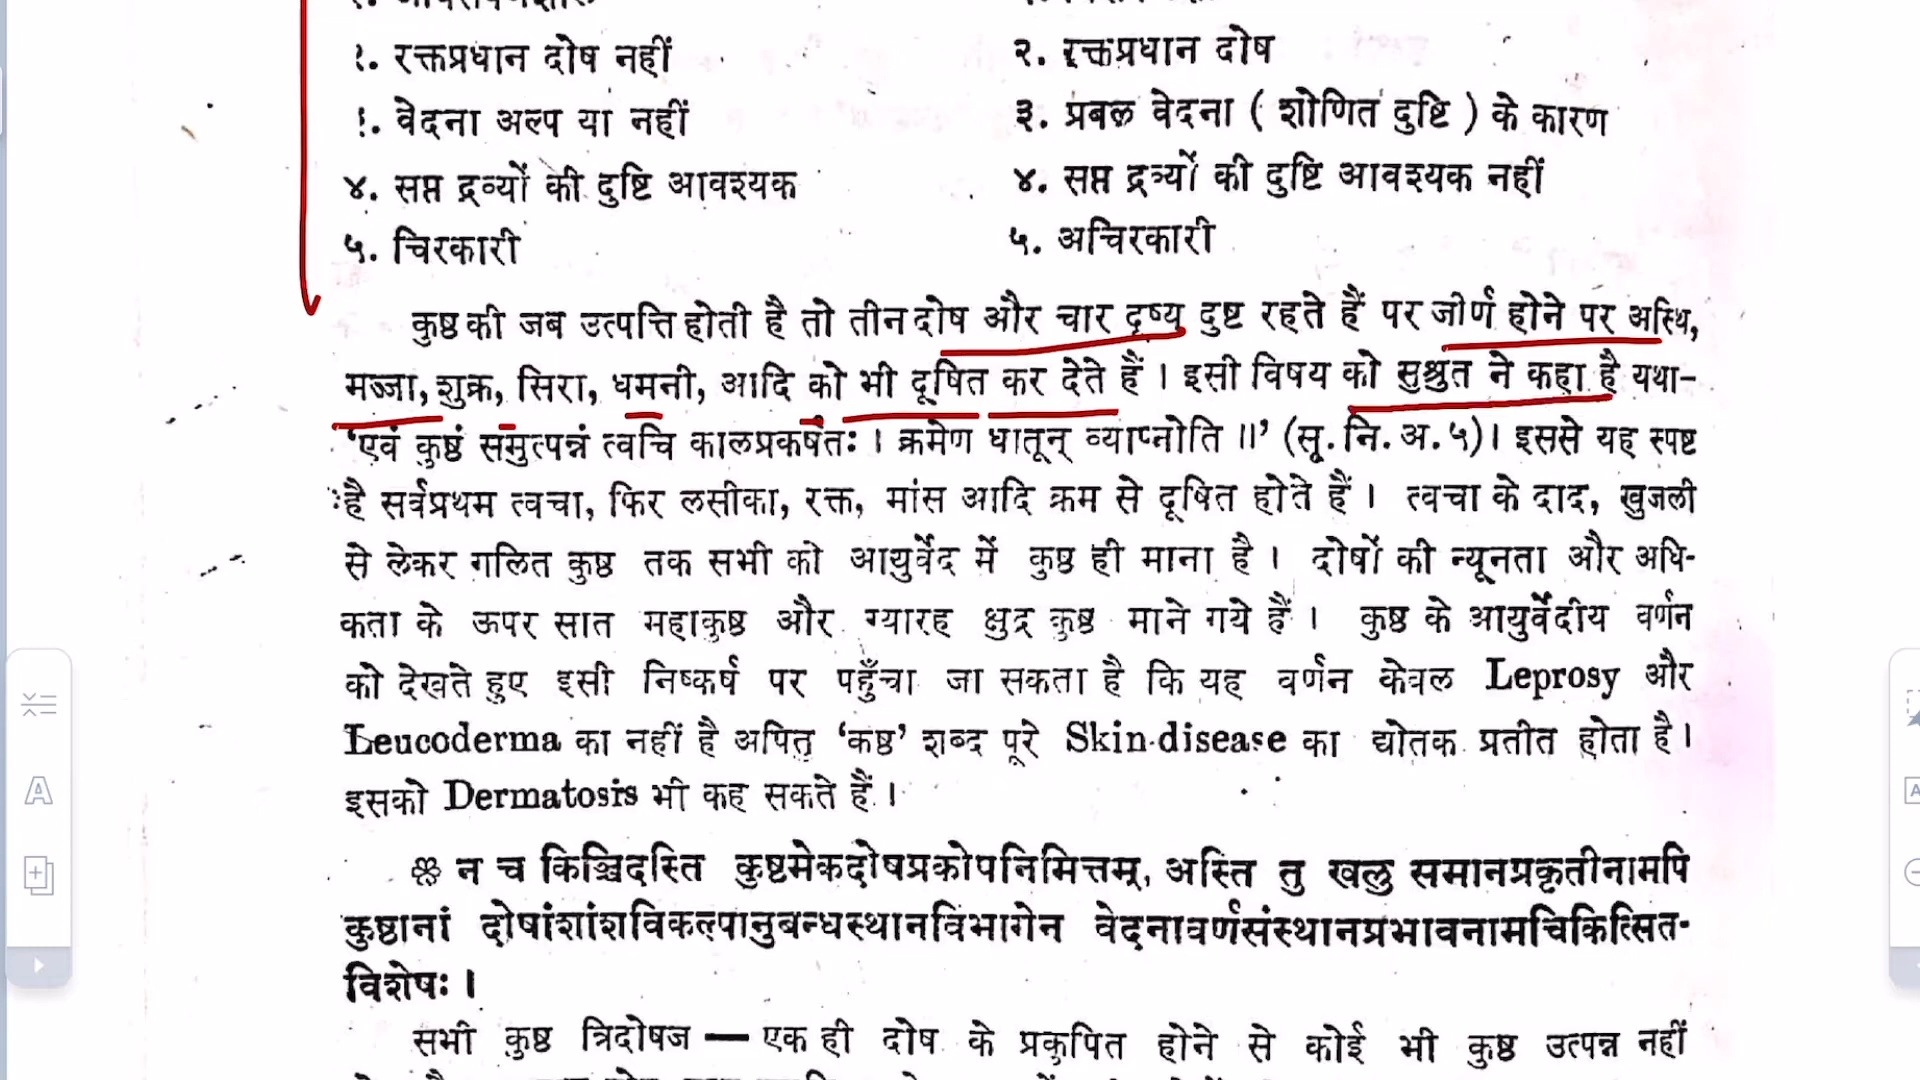 १. रक्तप्रधान दोष नहीं
२. रक्तप्रधान दोष
वेदना अल्प या नहीं
३. प्रबल वेदना ( शोणित दुष्टि ) के कारण
४. सप्त द्रव्यों की दुष्टि आवश्यक
४. सप्त द्रव्यों की दुष्टि आवश्यक नहीं
५. चिरकारी
५. अचिरकारी
कुष्ठ की जब उत्पत्ति होती है तो तीन दोष और चार दृष्य दुष्ट रहते हैं पर जीर्ण होने पर अस्थि,
मज्जा, शुक्र, सिरा, धमनी, आदि को भी दूषित कर देते हैं । इसी विषय को सुश्रुत ने कहा है यथा-
'एवं कुष्ठं समुत्पन्नं त्वचि कालप्रकर्षतः । क्रमेण धातून् व्याप्नोति ॥' (सू. नि. अ. ५) । इससे यह स्पष्ट
है सर्वप्रथम त्वचा, फिर लसीका, रक्त, मांस आदि क्रम से दूषित होते हैं । त्वचा के दाद, खुजली
से लेकर गलित कुष्ठ तक सभी को आयुर्वेद में कुष्ठ ही माना है । दोषों की न्यूनता और अधि-
कता के ऊपर सात महाकुष्ठ और ग्यारह क्षुद्र कुष्ठ माने गये हैं । कुष्ठ के आयुर्वेदीय वर्णन
को देखते हुए इसी निष्कर्ष पर पहुँचा जा सकता है कि यह वर्णन केवल Leprosy और
Leucoderma का नहीं है अपितु 'कष्ठ' शब्द पूरे Skin-disease का द्योतक प्रतीत होता है ।
इसको Dermatosis भी कह सकते हैं ।
न च किञ्चिदस्ति कुष्ठमेकदोषप्रकोपनिमित्तम्, अस्ति तु खलु समानप्रकृतीनामपि
कुष्ठानां दोषांशांशविकल्पानुबन्धस्थानविभागेन वेदनावर्णसंस्थानप्रभावनामचिकित्सित-
विशेषः ।
सभी कुष्ठ त्रिदोषज — एक ही दोष के प्रकुपित होने से कोई भी कुष्ठ उत्पन्न नहीं